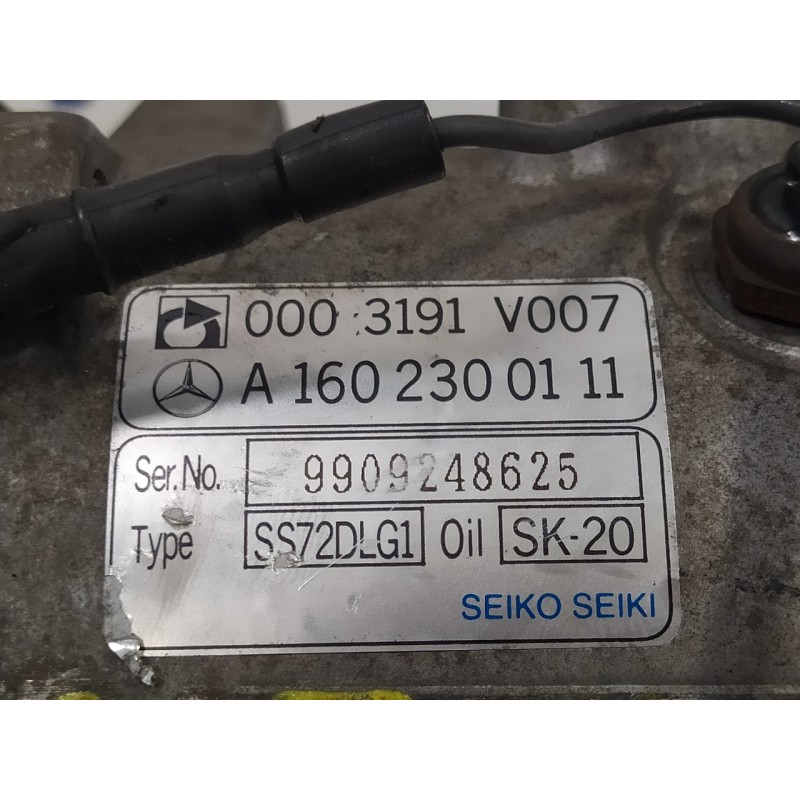 000 3191 V007
A 160 230 01 11
Ser.No. 9909248625
Type SS72DLG1 Oil SK-20
SEIKO SEIKI